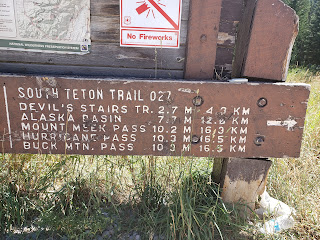 No Fireworks
SOUTH TETON TRAIL 027
DEVIL'S STAIRS TR. 2.7 M 4.3 KM
ALASKA BASIN 7.7 M KM
MOUNT MEEK PASS 10.2 M 16.3 KM
HURRICANE PASS 10.3 M 16.5 KM
BUCK MTN. PASS 10.3 M 16.5 KM